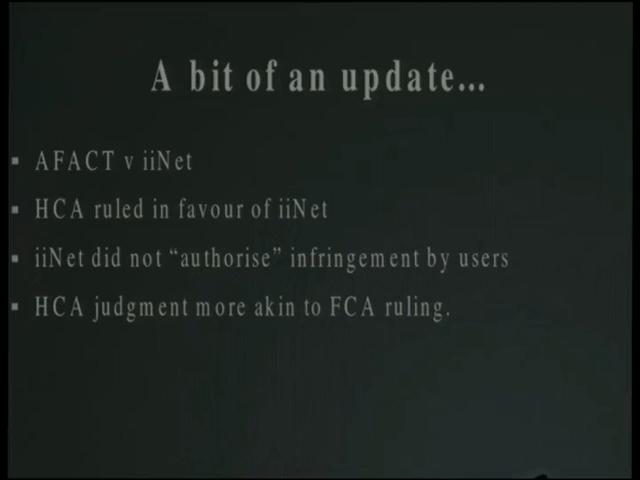 A bit of an update...
▪ AFACT v iiNet
▪ HCA ruled in favour of iiNet
▪ iiNet did not “authorise” infringement by users
▪ HCA judgment more akin to FCA ruling.